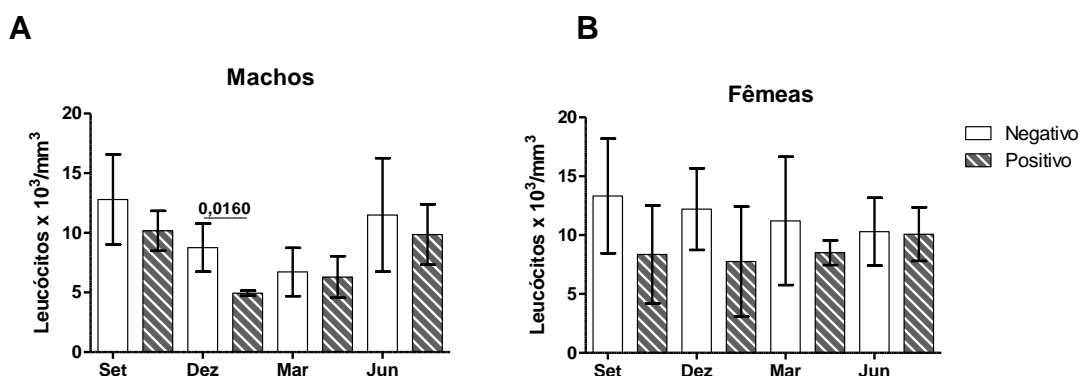 A
Machos
Leucócitos x 10³/mm³
20
15
10
5
0
0,0160
Set Dez Mar Jun
B
Fêmeas
Leucócitos x 10³/mm³
20
15
10
5
0
Set Dez Mar Jun
Negativo
Positivo